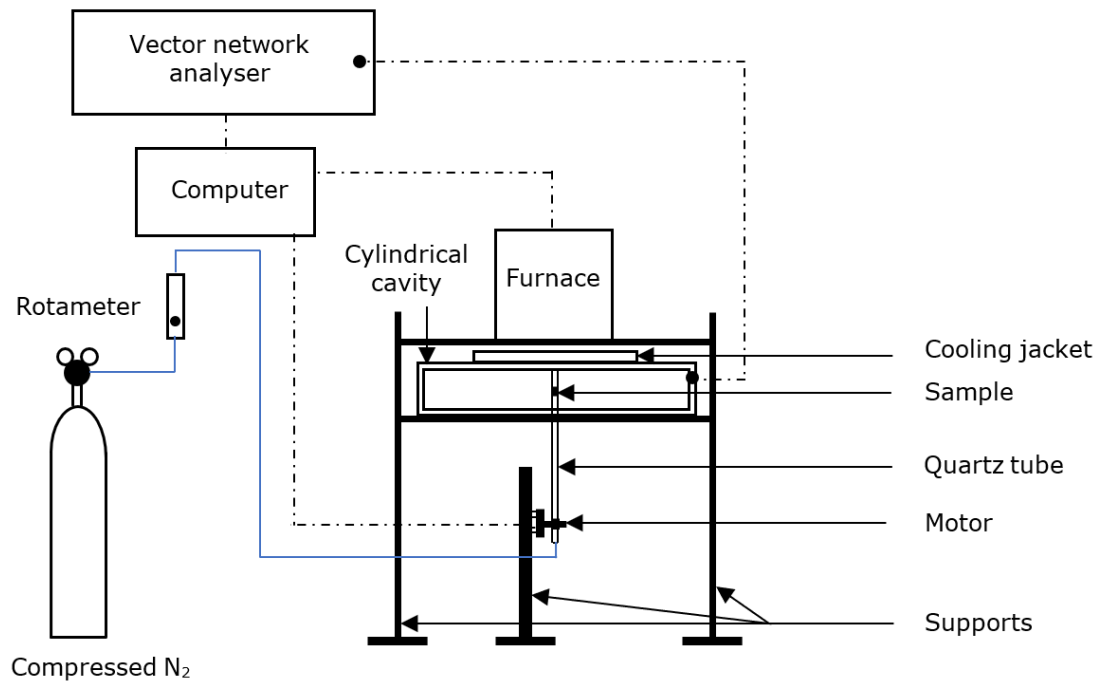 Vector network
analyser
Computer
Cylindrical
cavity
Furnace
Rotameter
Cooling jacket
Sample
Quartz tube
Motor
Supports
Compressed N₂